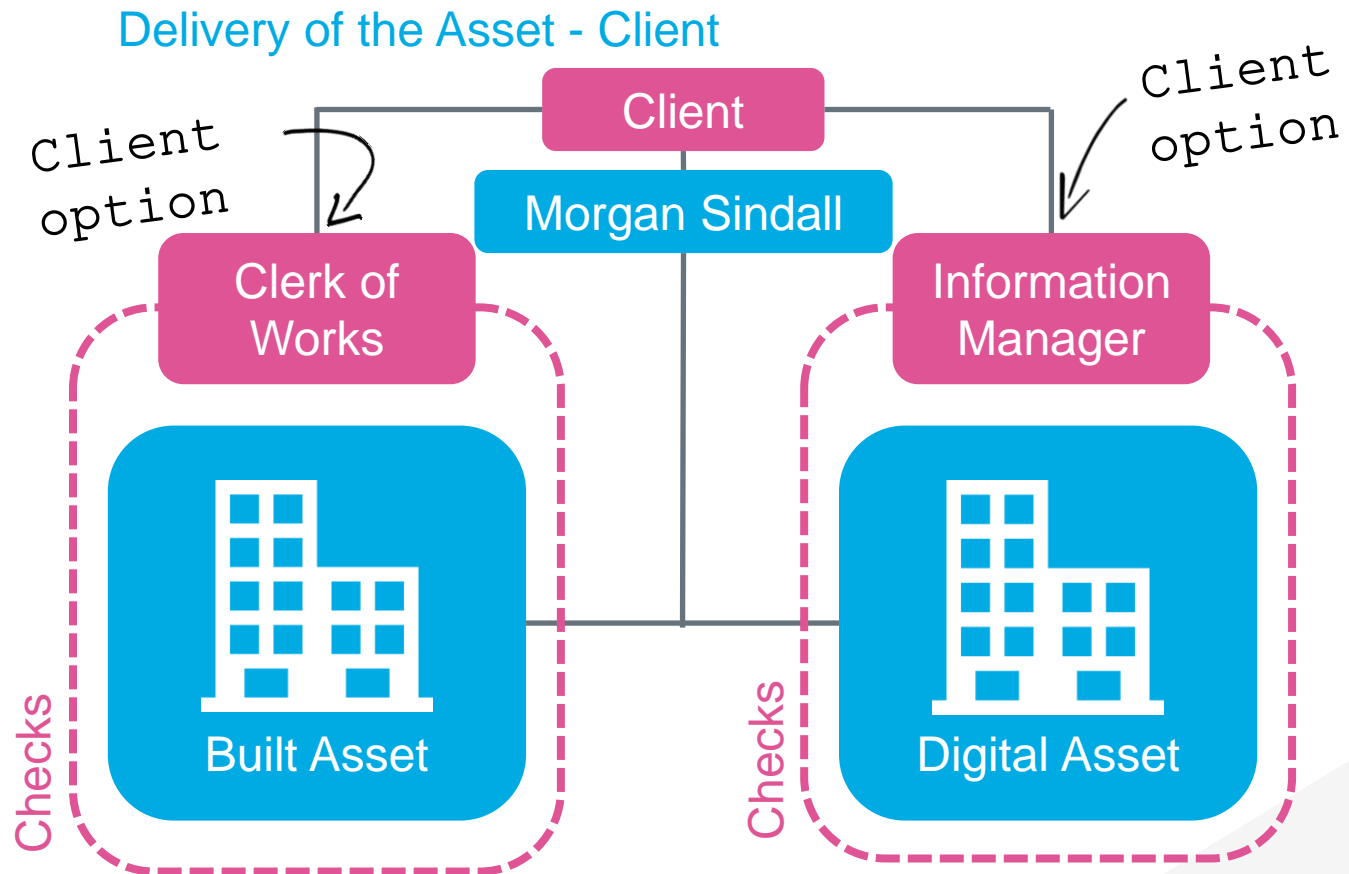 Delivery of the Asset - Client
Client
Client
option
Client
option
Morgan Sindall
Clerk of
Works
Information
Manager
Checks
Built Asset
Checks
Digital Asset